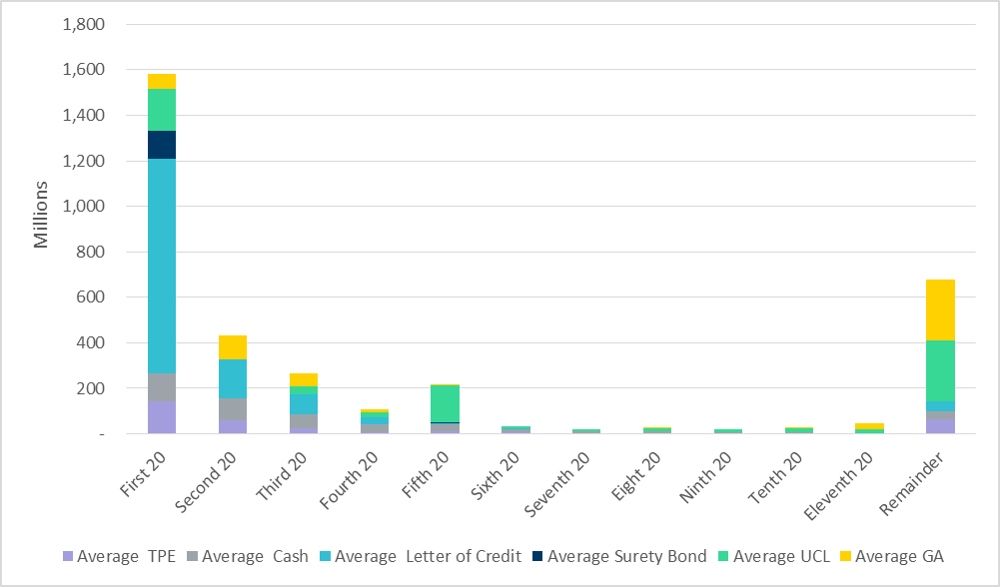 1,800
1,600
1,400
1,200
1,000
800
600
400
200
-
Millions
First 20
Second 20
Third 20
Fourth 20
Fifth 20
Sixth 20
Seventh 20
Eight 20
Ninth 20
Tenth 20
Eleventh 20
Remainder
Average  TPE Average  Cash Average  Letter of Credit Average Surety Bond Average UCL Average GA